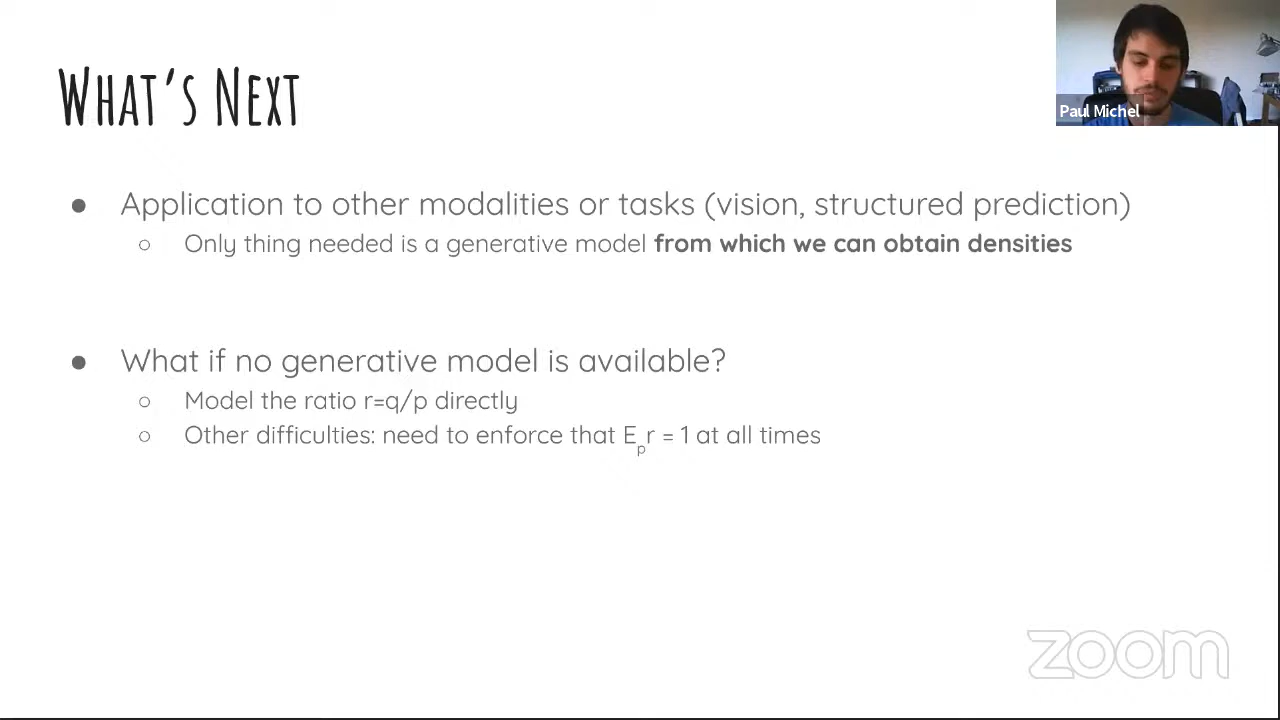 What's Next
Paul Michel
● Application to other modalities or tasks (vision, structured prediction)
○ Only thing needed is a generative model from which we can obtain densities
● What if no generative model is available?
○ Model the ratio r=q/p directly
○ Other difficulties: need to enforce that Eₚr = 1 at all times
zoom